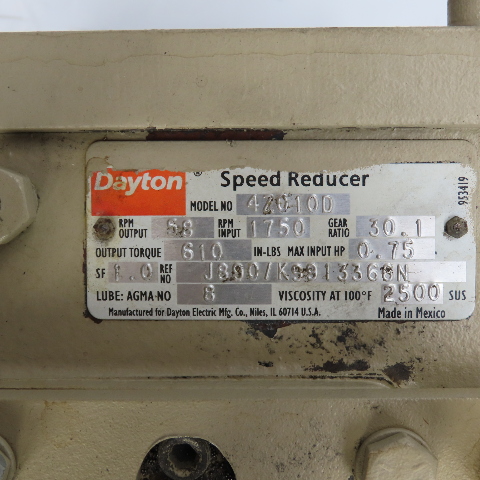 Dayton ® Speed Reducer
MODEL NO 4Z010D
RPM OUTPUT 58 RPM INPUT 1750 GEAR RATIO 30.1
OUTPUT TORQUE 610 IN-LBS MAX INPUT HP 0.75
SF 1.0 REF NO
LUBE: AGMA-NO 8 VISCOSITY AT 100°F 2500 SUS
Manufactured for Dayton Electric Mfg. Co., Niles, IL 60714 U.S.A. Made in Mexico
953419